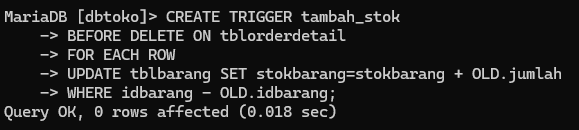 MariaDB [dbtoko]> CREATE TRIGGER tambah_stok
-> BEFORE DELETE ON tblorderdetail
-> FOR EACH ROW
-> UPDATE tblbarang SET stokbarang=stokbarang + OLD.jumlah
-> WHERE idbarang - OLD.idbarang;
Query OK, 0 rows affected (0.018 sec)